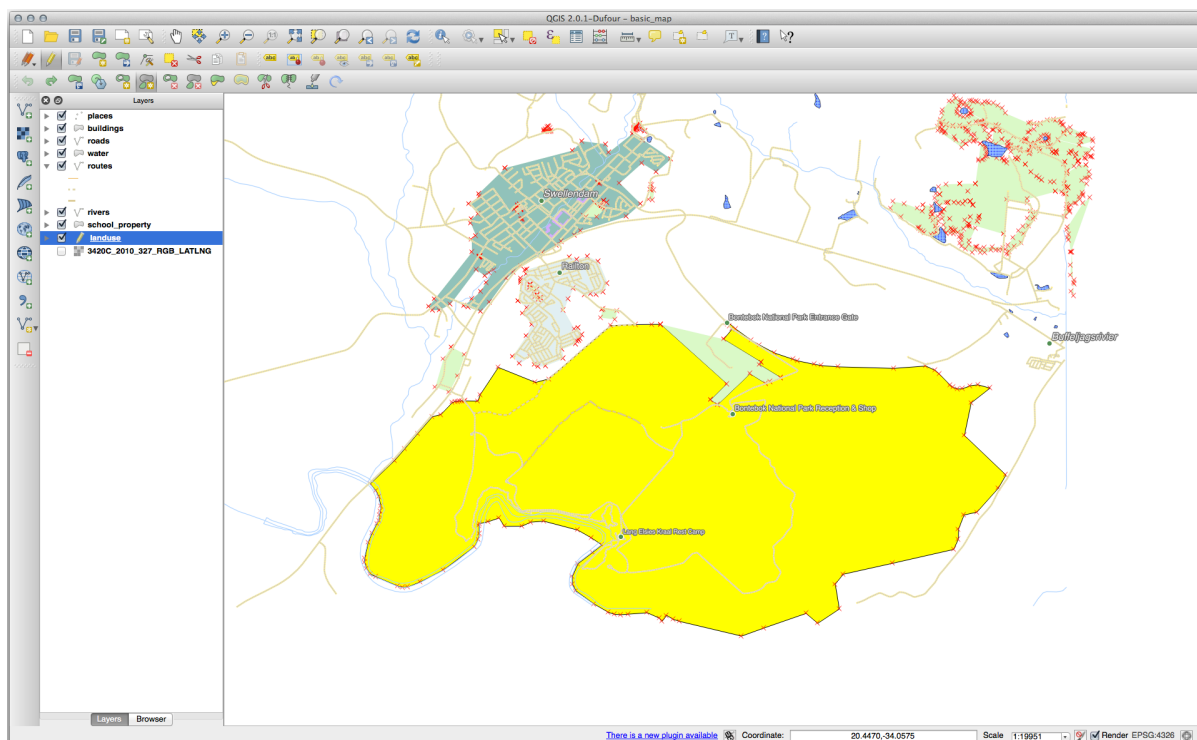 QGIS 2.0.1-Dufour - basic_map
Layers
places
buildings
roads
water
routes
rivers
school_property
landuse
3420C_2010_327_RGB_LATLNG
Swellendam
Railton
Bontebok National Park Entrance Gate
Buffeljagsrivier
Bontebok National Park Reception & Shop
Lang Elsies Kraal Rest Camp
Layers Browser
There is a new plugin available Coordinate: 20.4470,-34.0575 Scale 1:19951 Render EPSG:4326